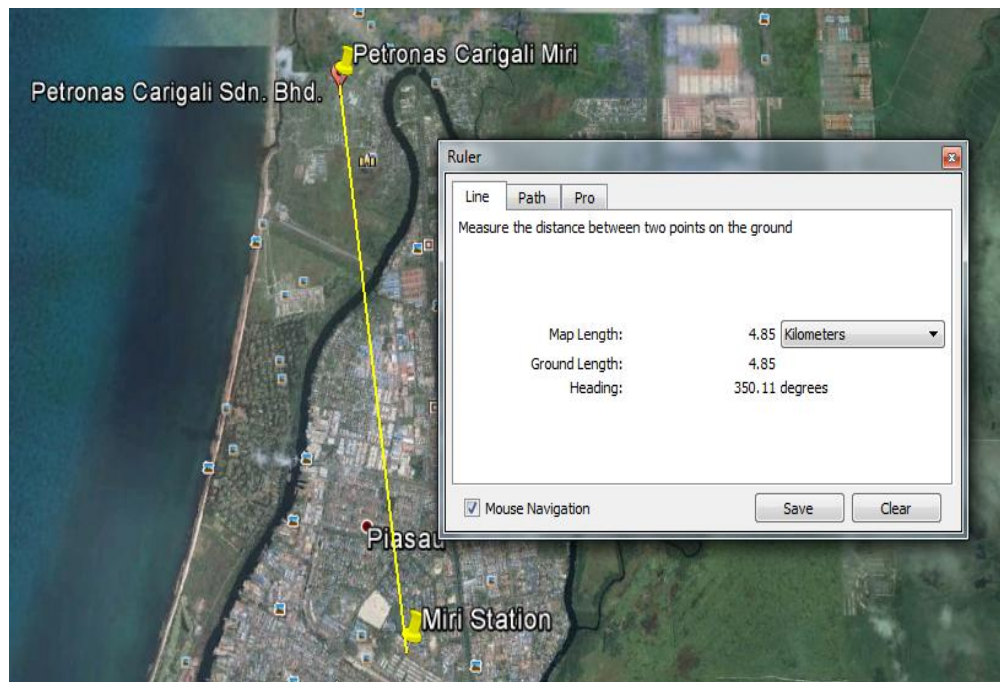 Petronas Carigali Miri
Petronas Carigali Sdn. Bhd.
Ruler
Line Path Pro
Measure the distance between two points on the ground
Map Length: 4.85 Kilometers
Ground Length: 4.85
Heading: 350.11 degrees
Mouse Navigation Save Clear
Piasau
Miri Station